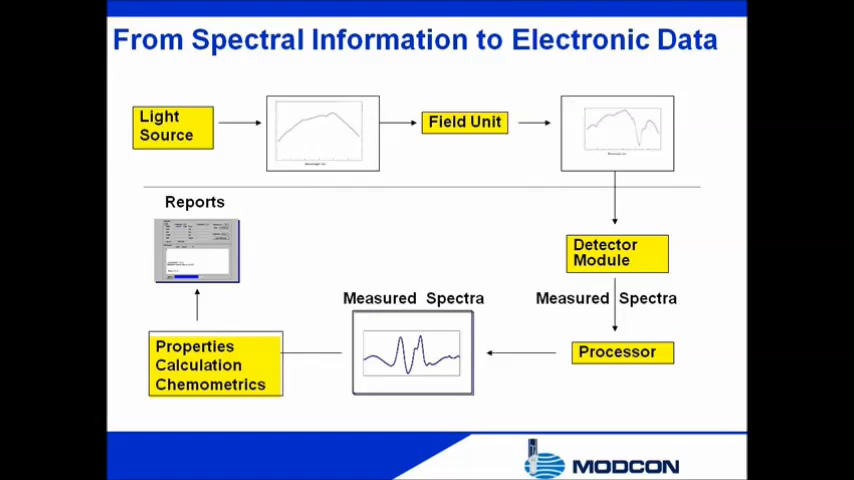 From Spectral Information to Electronic Data
Light
Source
Field Unit
Reports
Detector
Module
Measured Spectra
Measured Spectra
Properties
Calculation
Chemometrics
Processor
MODCON